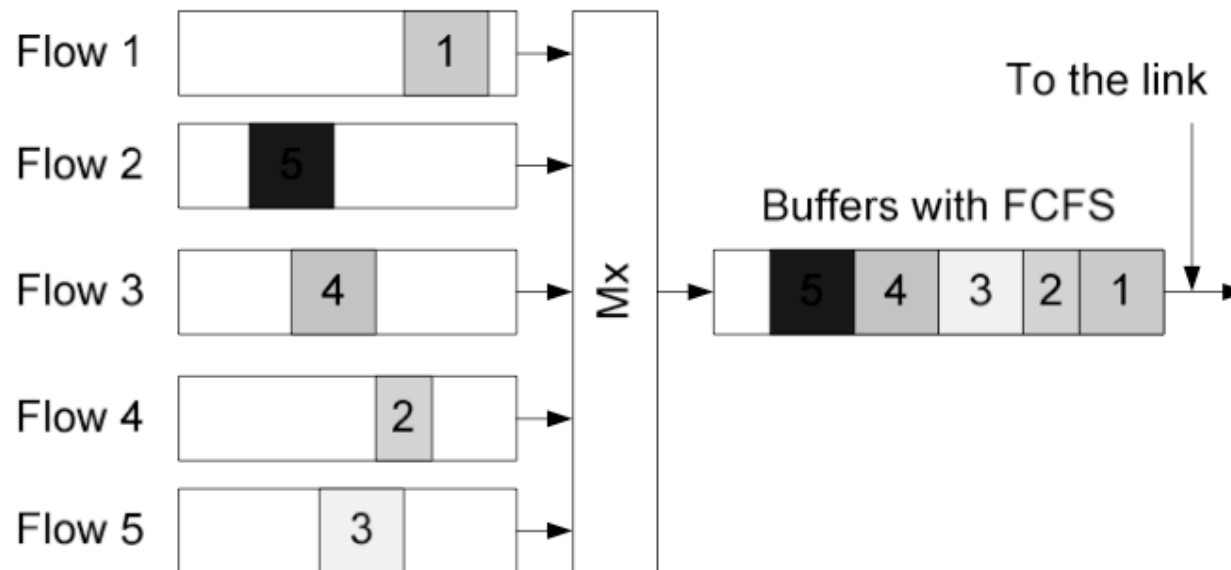 Flow 1
1
To the link
Flow 2
5
Buffers with FCFS
Flow 3
4
Mx
5 4 3 2 1
Flow 4
2
Flow 5
3